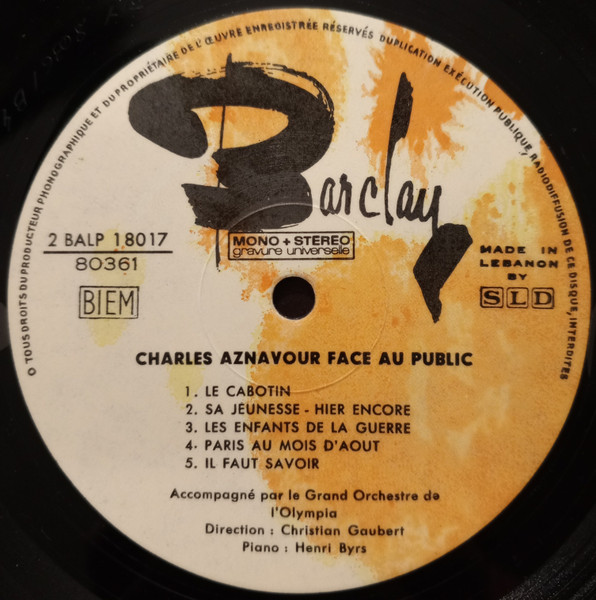 © TOUS DROITS DU PRODUCTEUR PHONOGRAPHIQUE ET DU PROPRIÉTAIRE DE L'ŒUVRE ENREGISTRÉE RÉSERVÉS DUPLICATION EXÉCUTION PUBLIQUE, RADIODIFFUSION DE CE DISQUE, INTERDITES
Barclay
2 BALP 18017
80361
BIEM
MONO + STEREO
gravure universelle
MADE IN
LEBANON
BY
SLD
CHARLES AZNAVOUR FACE AU PUBLIC
1. LE CABOTIN
2. SA JEUNESSE - HIER ENCORE
3. LES ENFANTS DE LA GUERRE
4. PARIS AU MOIS D'AOUT
5. IL FAUT SAVOIR
Accompagné par le Grand Orchestre de
l'Olympia
Direction : Christian Gaubert
Piano : Henri Byrs